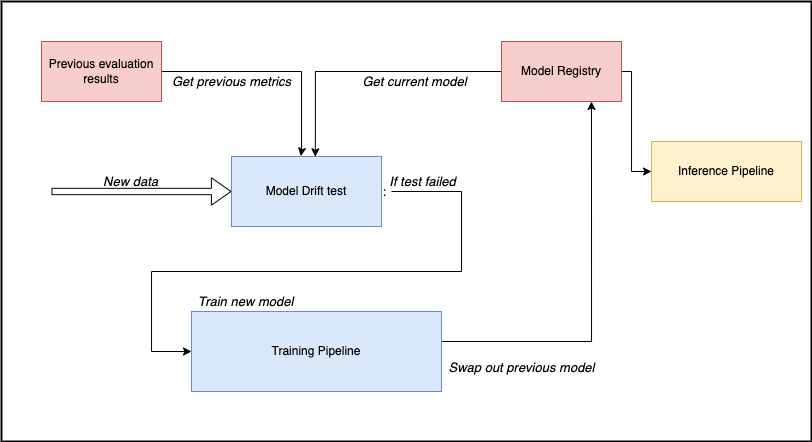 Previous evaluation
results
Get previous metrics
Get current model
Model Registry
Inference Pipeline
New data
Model Drift test
:
If test failed
Train new model
Training Pipeline
Swap out previous model